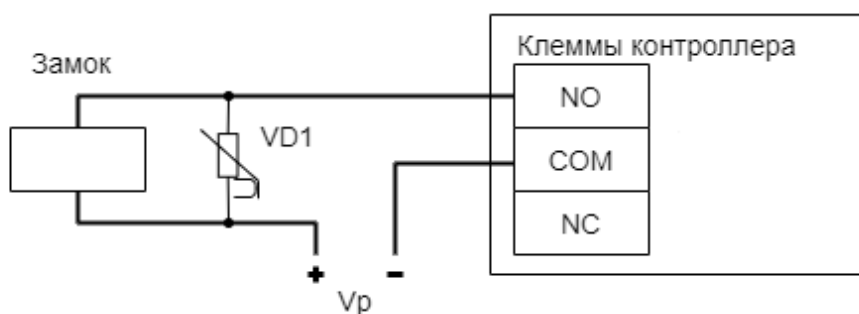 Клеммы контроллера
Замок
NO
VD1
COM
NC
+ -
Vp